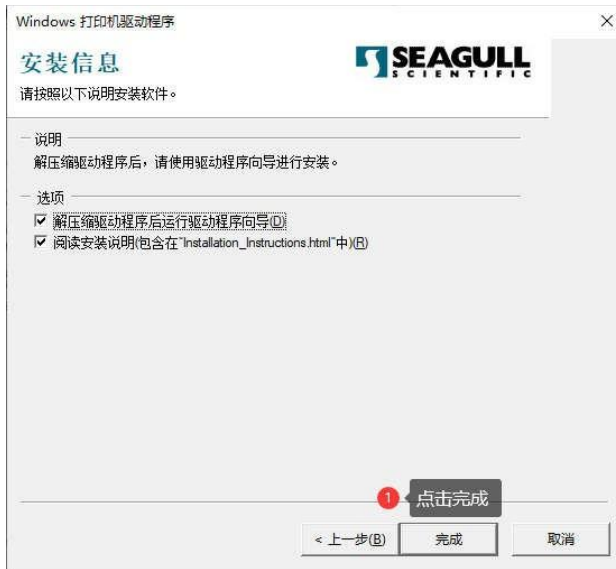 Windows 打印机驱动程序
安装信息
SEAGULL
SCIENTIFIC
请按照以下说明安装软件。
说明
解压缩驱动程序后，请使用驱动程序向导进行安装。
选项
解压缩驱动程序后运行驱动程序向导(D)
阅读安装说明(包含在"Installation_Instructions.html"中)(R)
1 点击完成
< 上一步(B) 完成 取消